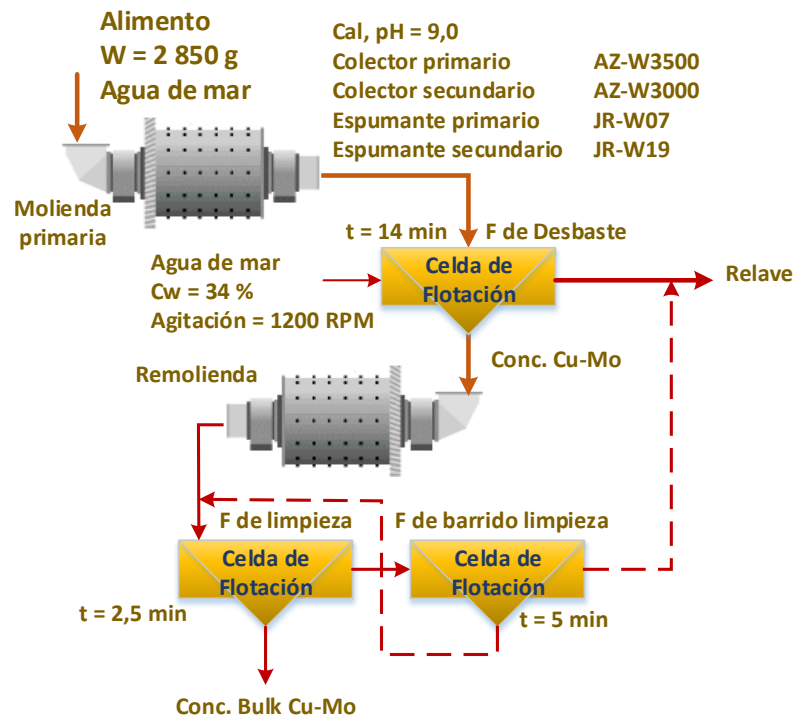 Alimento
W = 2 850 g
Agua de mar
Cal, pH = 9,0
Colector primario AZ-W3500
Colector secundario AZ-W3000
Espumante primario JR-W07
Espumante secundario JR-W19
Molienda
primaria
t = 14 min F de Desbaste
Agua de mar
Cw = 34 %
Agitación = 1200 RPM
Celda de
Flotación
Relave
Conc. Cu-Mo
Remolienda
F de limpieza
F de barrido limpieza
Celda de
Flotación
Celda de
Flotación
t = 2,5 min
t = 5 min
Conc. Bulk Cu-Mo